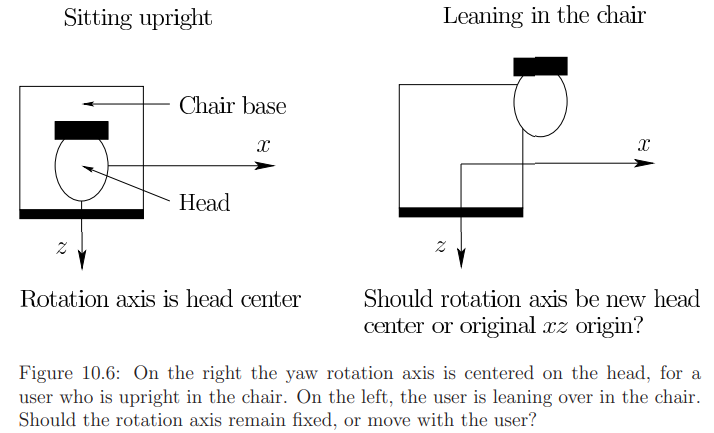 Sitting upright
Leaning in the chair
Chair base
x
Head
z
x
z
Rotation axis is head center
Should rotation axis be new head
center or original xz origin?
Figure 10.6: On the right the yaw rotation axis is centered on the head, for a
user who is upright in the chair. On the left, the user is leaning over in the chair.
Should the rotation axis remain fixed, or move with the user?